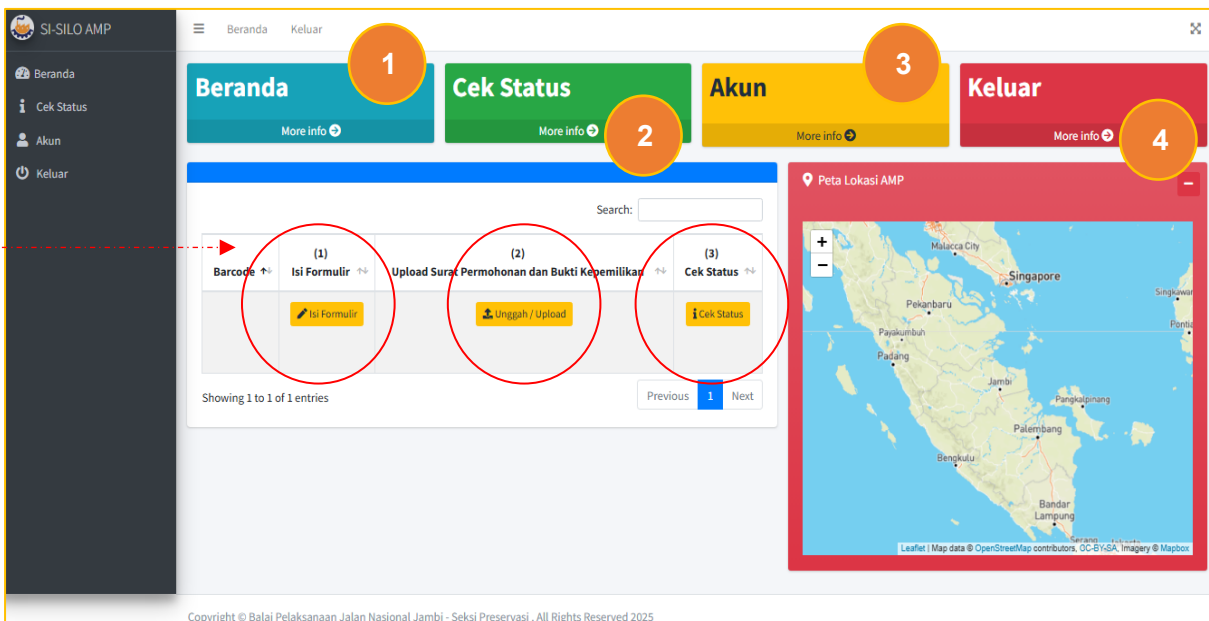 SI-SILO AMP
Beranda
Cek Status
Akun
Keluar
Beranda Keluar
1
Beranda
More info
Cek Status
More info
2
3
Akun
More info
Keluar
More info
4
Search:
Barcode
(1)
Isi Formulir
(2)
Upload Surat Permohonan dan Bukti Kepemilikan
(3)
Cek Status
Isi Formulir
Unggah / Upload
Cek Status
Showing 1 to 1 of 1 entries
Previous 1 Next
Peta Lokasi AMP
+
−
Malacca City
Singapore
Pekanbaru
Payakumbuh
Padang
Jambi
Pangkalpinang
Palembang
Bengkulu
Bandar
Lampung
Serang
Leaflet | Map data © OpenStreetMap contributors, CC-BY-SA, Imagery © Mapbox
Copyright © Balai Pelaksanaan Jalan Nasional Jambi - Seksi Preservasi . All Rights Reserved 2025